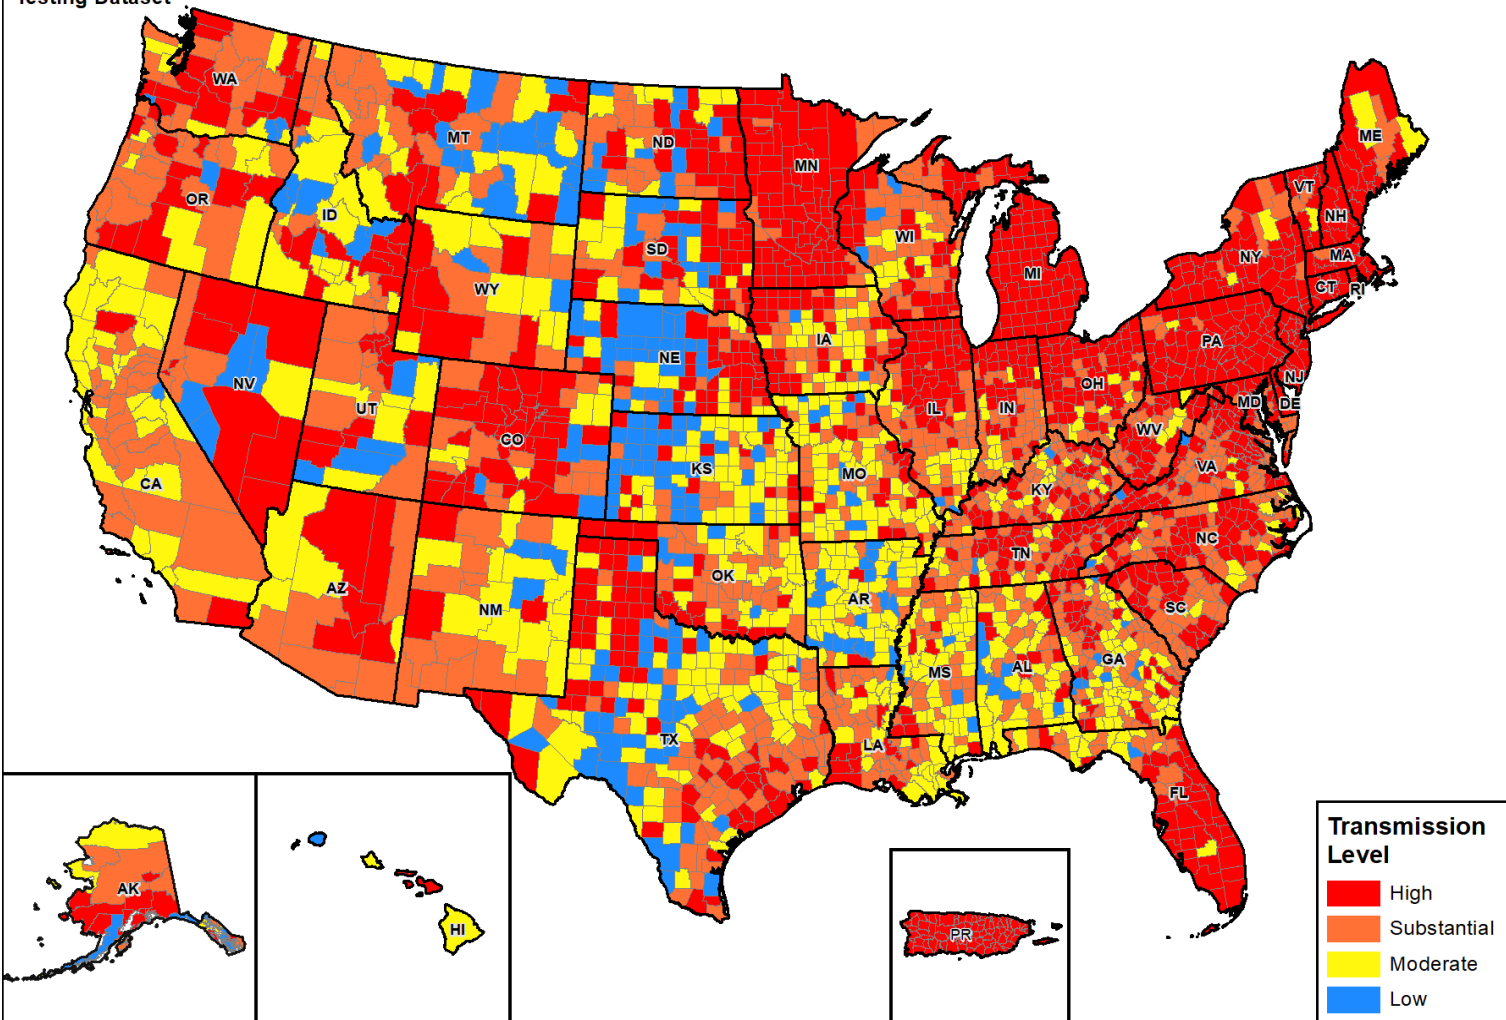 Testing Dataset
WA
MT
ND
MN
ME
OR
ID
SD
WI
VT
NH
NY
MA
MI
CT
RI
WY
IA
NE
PA
NV
UT
CO
IL
IN
OH
NJ
MD
DE
WV
CA
KS
MO
KY
VA
AZ
NM
OK
AR
TN
NC
SC
MS
AL
GA
TX
LA
FL
AK
HI
PR
Transmission
Level
High
Substantial
Moderate
Low